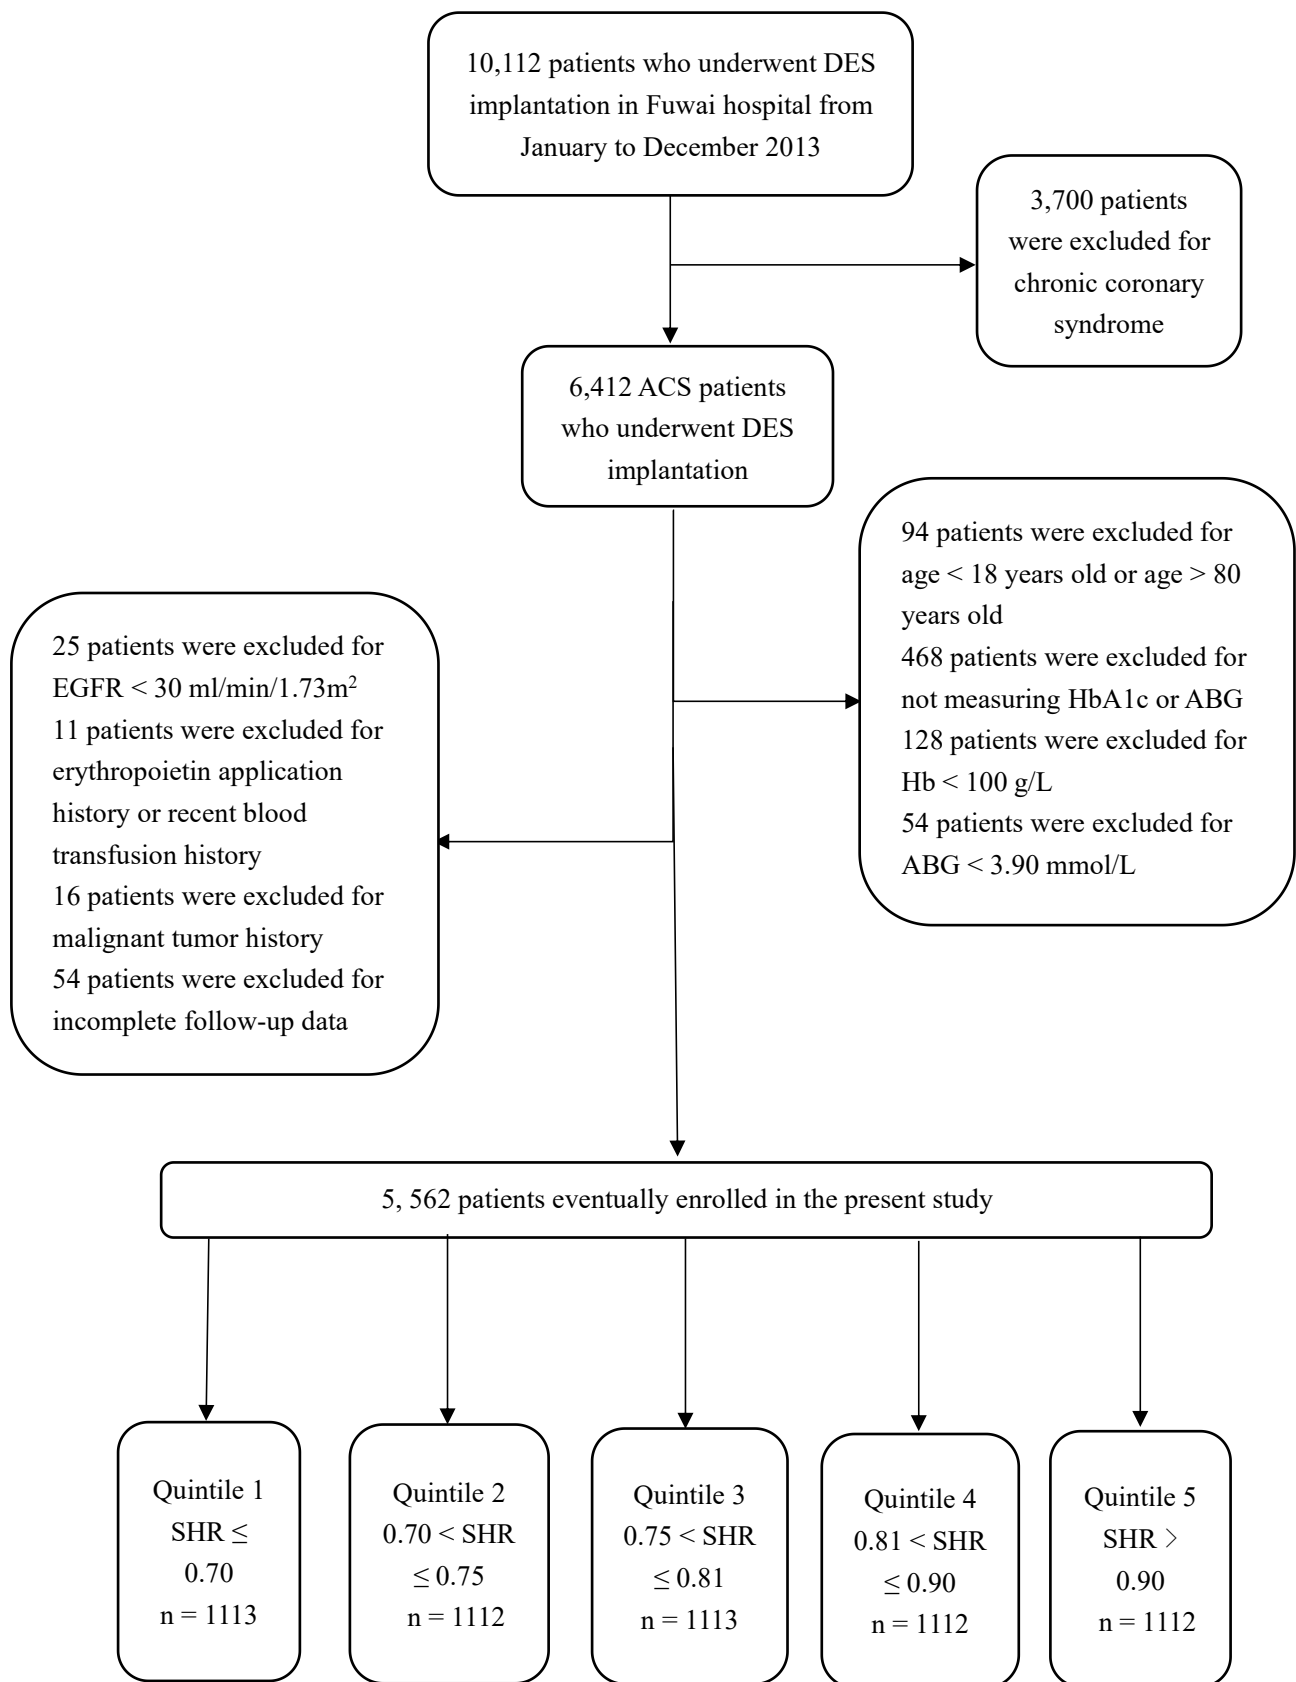 10,112 patients who underwent DES
implantation in Fuwai hospital from
January to December 2013
3,700 patients
were excluded for
chronic coronary
syndrome
6,412 ACS patients
who underwent DES
implantation
94 patients were excluded for
age < 18 years old or age > 80
years old
468 patients were excluded for
not measuring HbA1c or ABG
128 patients were excluded for
Hb < 100 g/L
54 patients were excluded for
ABG < 3.90 mmol/L
25 patients were excluded for
EGFR < 30 ml/min/1.73m²
11 patients were excluded for
erythropoietin application
history or recent blood
transfusion history
16 patients were excluded for
malignant tumor history
54 patients were excluded for
incomplete follow-up data
5, 562 patients eventually enrolled in the present study
Quintile 1
SHR ≤
0.70
n = 1113
Quintile 2
0.70 < SHR
≤ 0.75
n = 1112
Quintile 3
0.75 < SHR
≤ 0.81
n = 1113
Quintile 4
0.81 < SHR
≤ 0.90
n = 1112
Quintile 5
SHR >
0.90
n = 1112